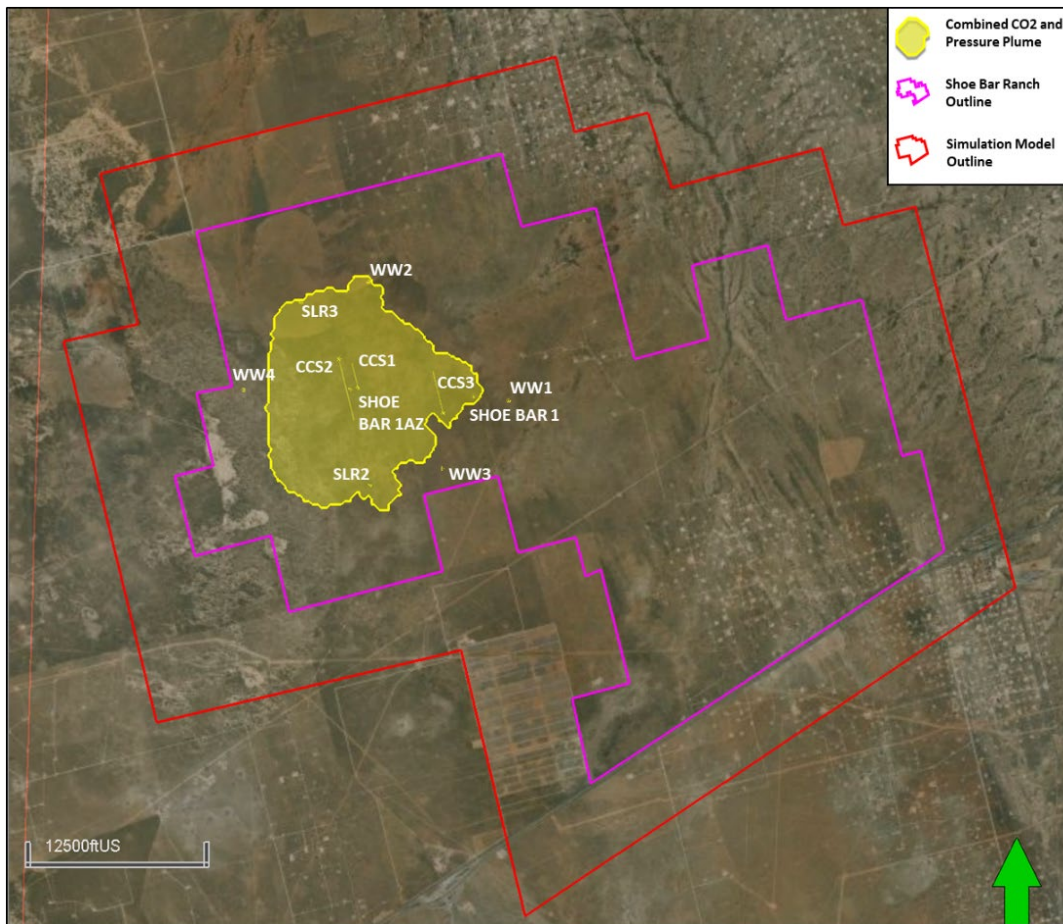 Combined CO2 and
Pressure Plume
Shoe Bar Ranch
Outline
Simulation Model
Outline
WW2
SLR3
CCS2
CCS1
WW4
CCS3
WW1
SHOE
BAR 1AZ
SHOE BAR 1
SLR2
WW3
12500ftUS